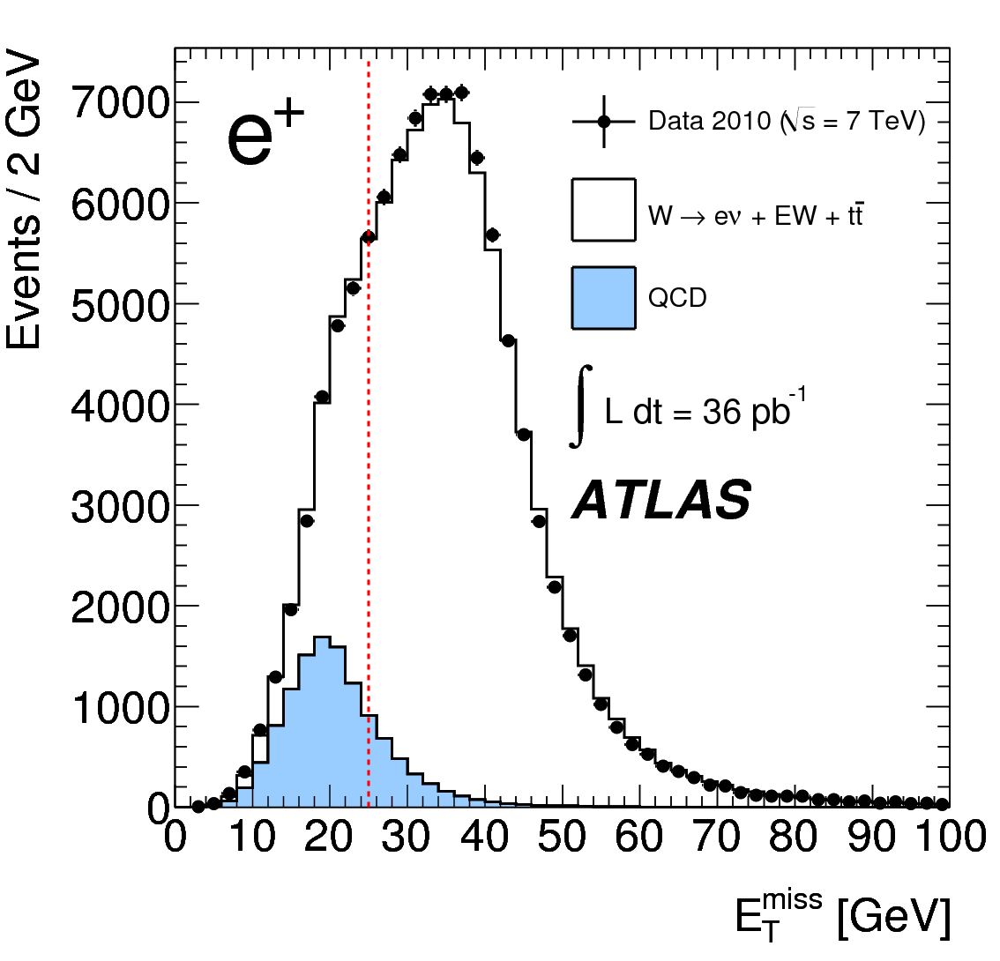 Events / 2 GeV
7000
6000
5000
4000
3000
2000
1000
0
e⁺
Data 2010 (√s = 7 TeV)
W → eν + EW + tt̄
QCD
∫ L dt = 36 pb⁻¹
ATLAS
0 10 20 30 40 50 60 70 80 90 100
E_T^miss [GeV]